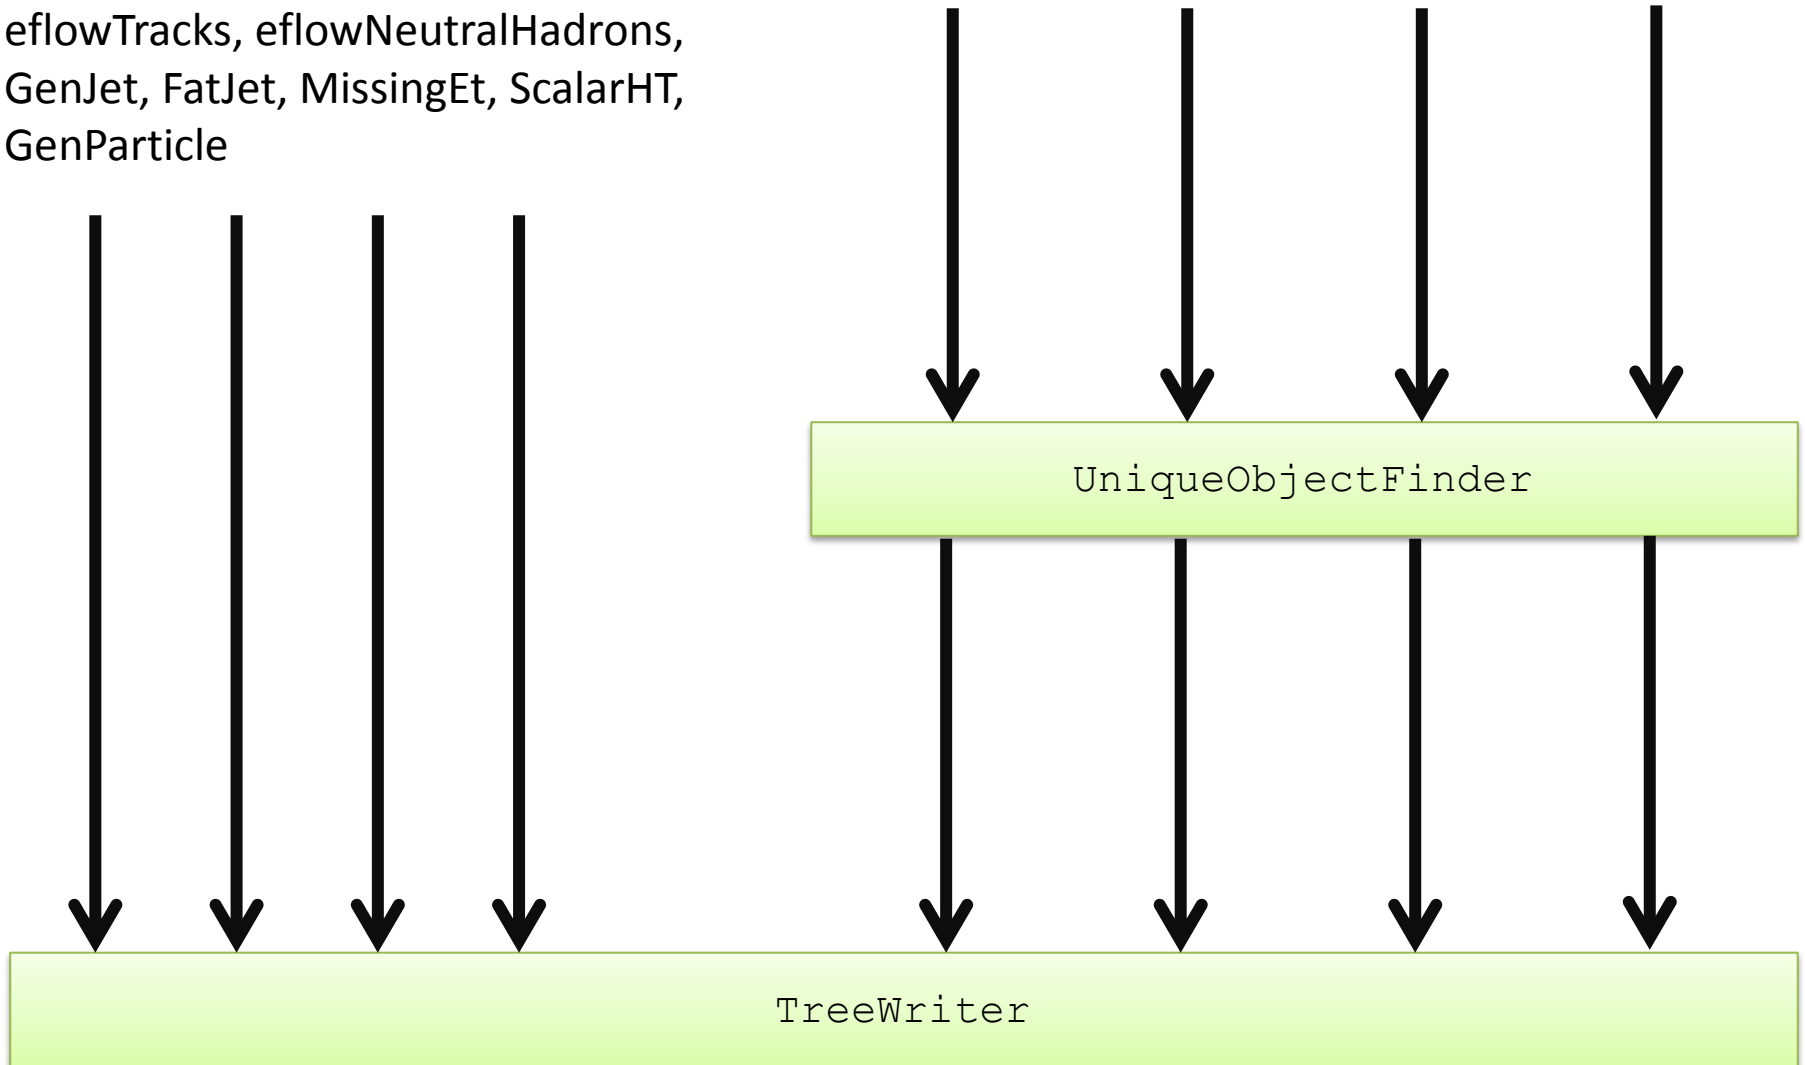 eflowTracks, eflowNeutralHadrons,
GenJet, FatJet, MissingEt, ScalarHT,
GenParticle
UniqueObjectFinder
TreeWriter